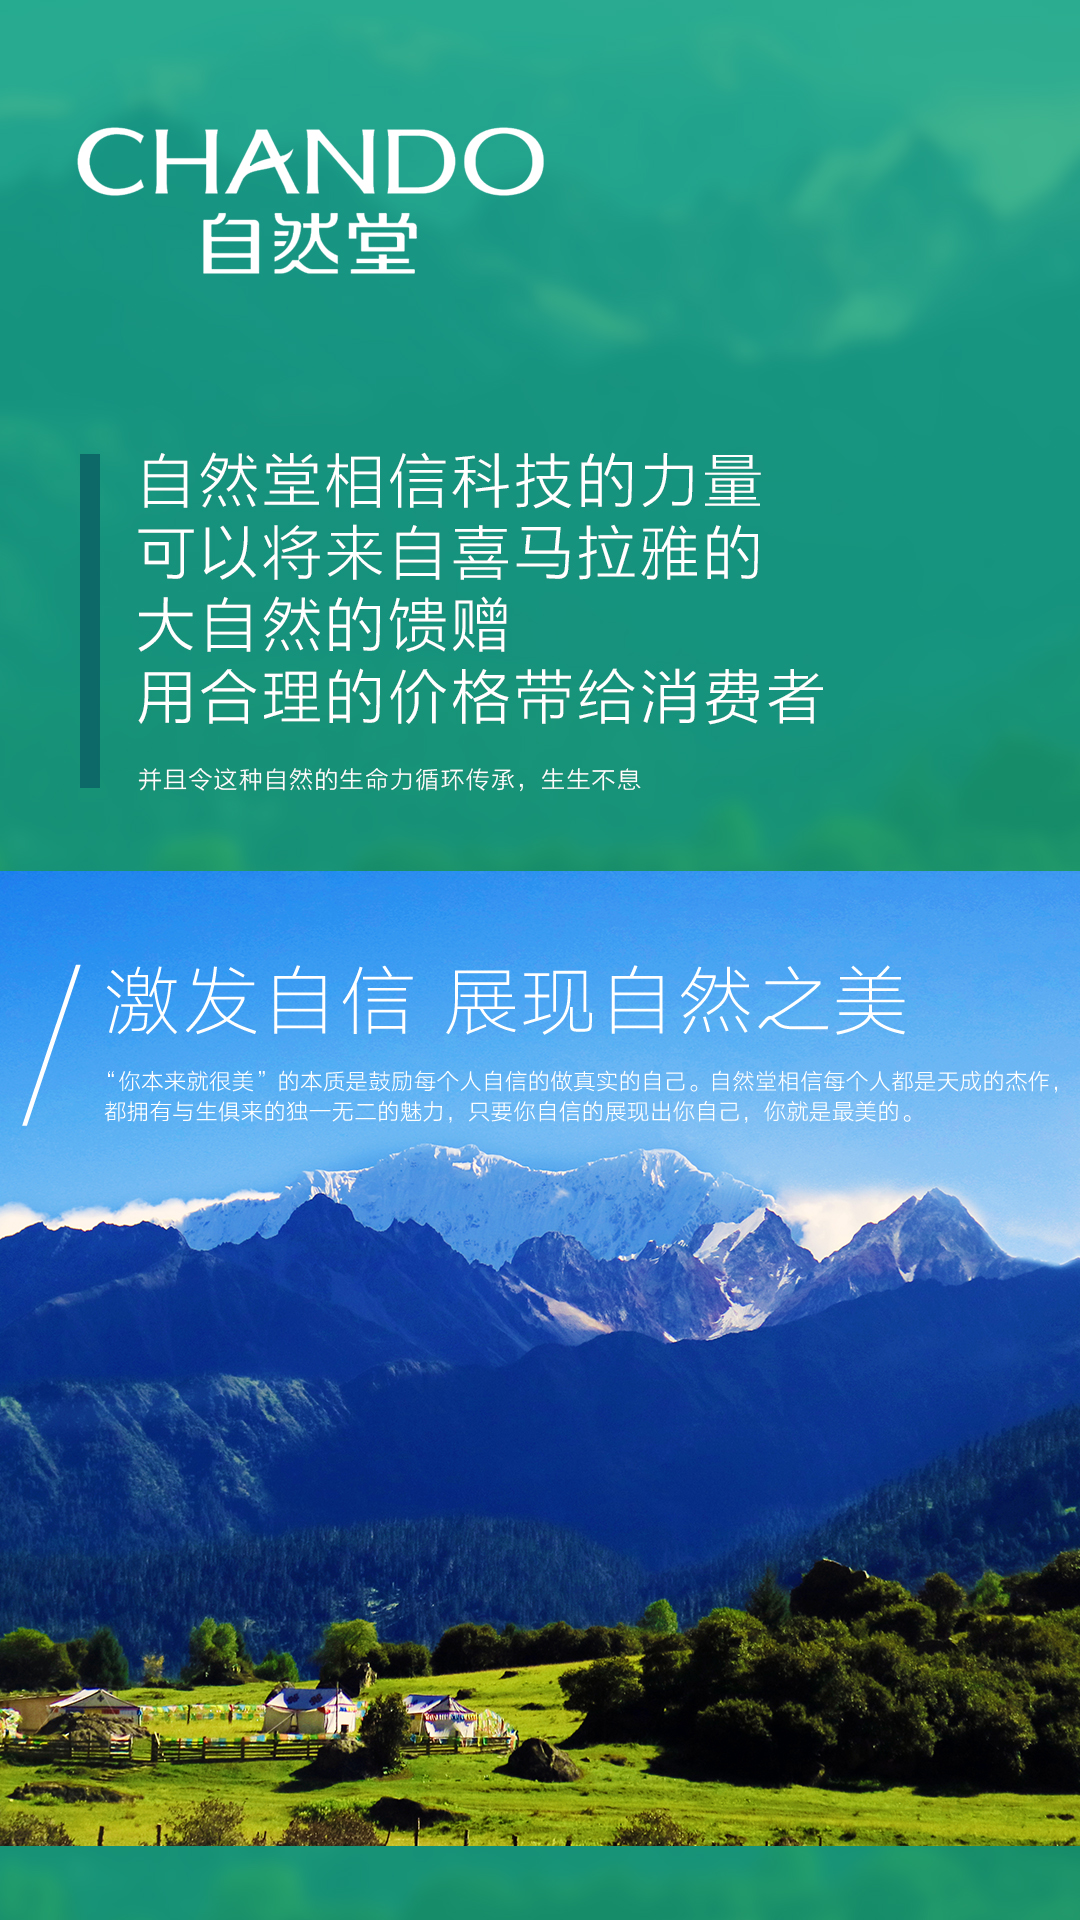 CHANDO
自然堂
自然堂相信科技的力量
可以将来自喜马拉雅的
大自然的馈赠
用合理的价格带给消费者
并且令这种自然的生命力循环传承，生生不息
激发自信 展现自然之美
“你本来就很美”的本质是鼓励每个人自信的做真实的自己。自然堂相信每个人都是天成的杰作，
都拥有与生俱来的独一无二的魅力，只要你自信的展现出你自己，你就是最美的。